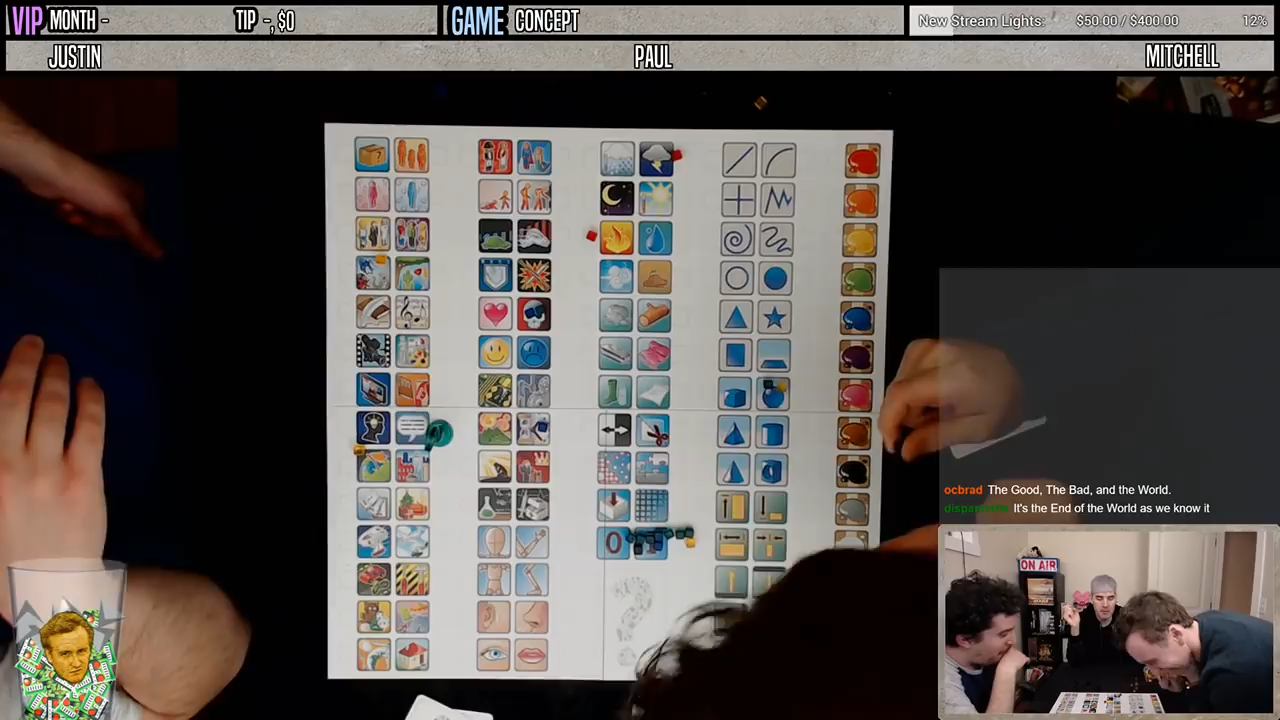 VIP MONTH - TIP -, $0 GAME CONCEPT New Stream Lights: $50.00 / $400.00 12%
JUSTIN PAUL MITCHELL
ocbrad The Good, The Bad, and the World.
It's the End of the World as we know it
ON AIR